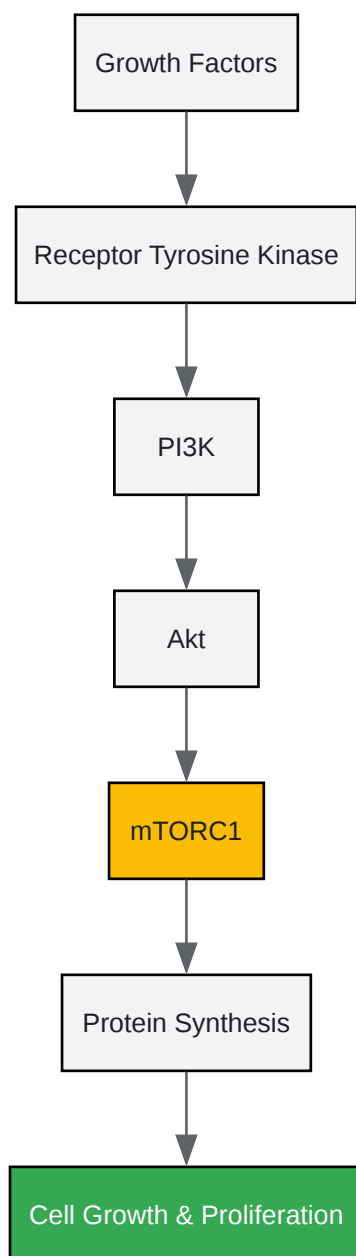 Growth Factors
Receptor Tyrosine Kinase
PI3K
Akt
mTORC1
Protein Synthesis
Cell Growth & Proliferation